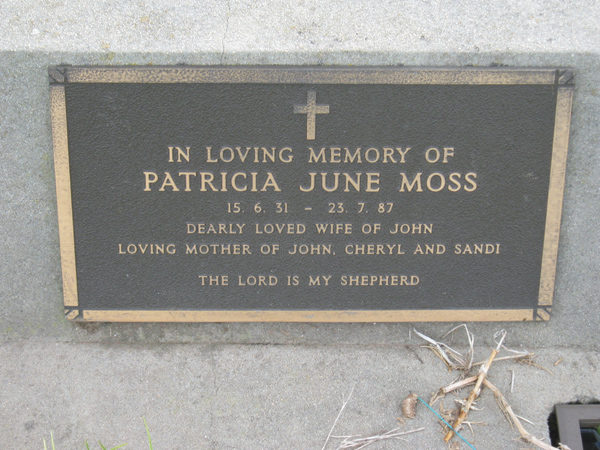 IN LOVING MEMORY OF
PATRICIA JUNE MOSS
15. 6. 31 - 23. 7. 87
DEARLY LOVED WIFE OF JOHN
LOVING MOTHER OF JOHN, CHERYL AND SANDI
THE LORD IS MY SHEPHERD